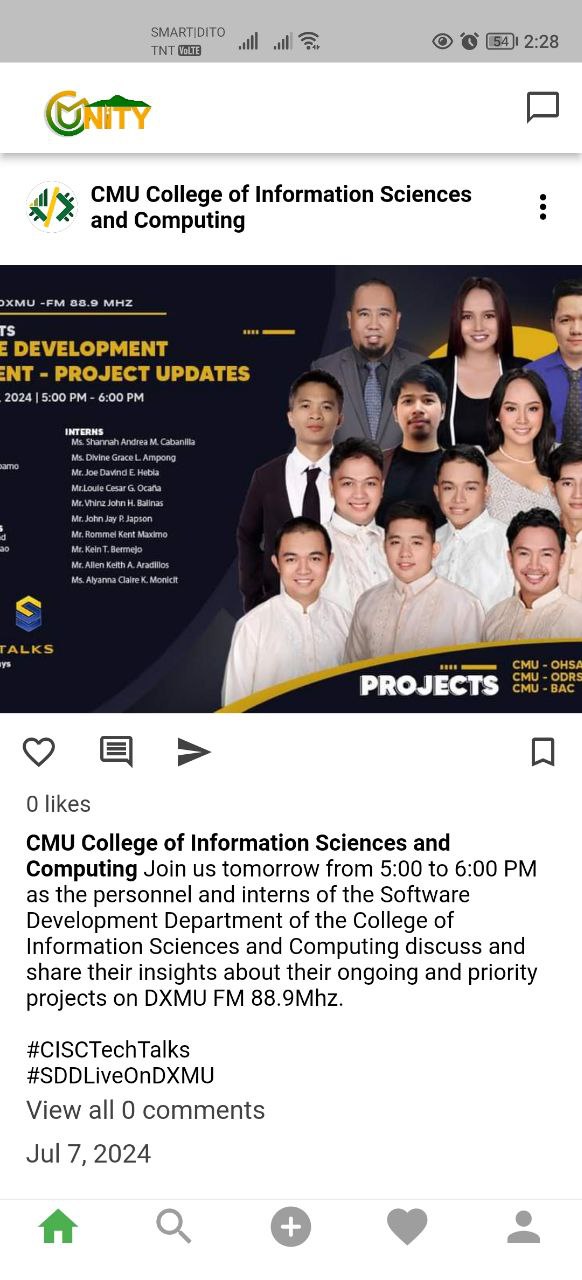 SMART|DITO
TNT VoLTE
54 2:28
CMUNITY
CMU College of Information Sciences
and Computing
DXMU -FM 88.9 MHZ
TS
E DEVELOPMENT
ENT - PROJECT UPDATES
, 2024 | 5:00 PM - 6:00 PM
INTERNS
Ms. Shannah Andrea M. Cabanilla
Ms. Divine Grace L. Ampong
Mr. Joe Davind E. Hebia
Mr.Louie Cesar G. Ocaña
Mr. Vhinz John H. Balinas
Mr. John Jay P. Japson
Mr. Rommel Kent Maximo
Mr. Kein T. Bermejo
Mr. Allen Keith A. Aradillos
Ms. Alyanna Claire K. Monicit
TALKS
ys
PROJECTS
CMU - OHSA
CMU - ODRS
CMU - BAC
0 likes
CMU College of Information Sciences and
Computing Join us tomorrow from 5:00 to 6:00 PM
as the personnel and interns of the Software
Development Department of the College of
Information Sciences and Computing discuss and
share their insights about their ongoing and priority
projects on DXMU FM 88.9Mhz.
#CISCTechTalks
#SDDLiveOnDXMU
View all 0 comments
Jul 7, 2024